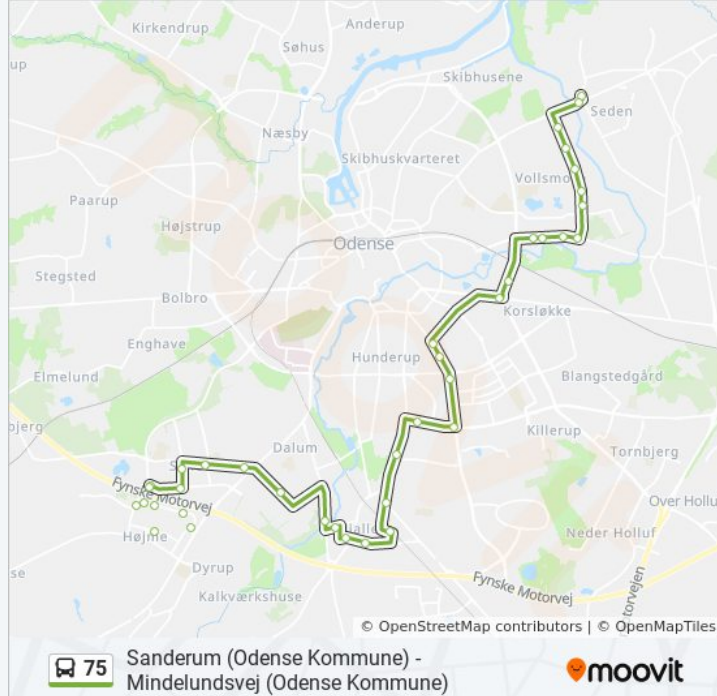 Anderup
Kirkendrup
Søhus
Skibhusene
Seden
Næsby
Skibhuskvarteret
Vollsmo
Paarup
Højstrup
Odense
Stegsted
Bolbro
Korsløkke
Enghave
Hunderup
Elmelund
Blangstedgård
bjerg
Killerup
Dalum
Tornbjerg
Fynske Motorvej
Over Hollu
Højme
Neder Holluf
Dyrup
Fynske Motorvej
torvejen
Kalkværkshuse
© OpenStreetMap contributors | © OpenMapTiles
75
Sanderum (Odense Kommune) -
Mindelundsvej (Odense Kommune)
moovit